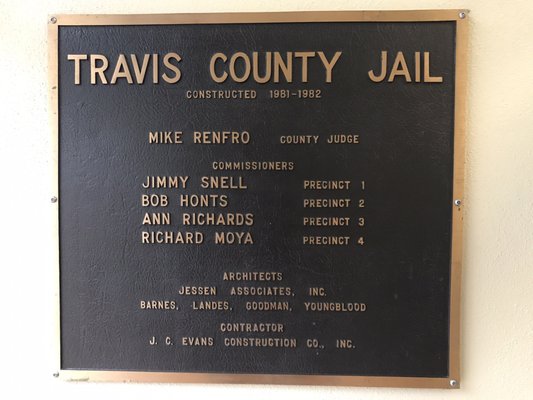 TRAVIS COUNTY JAIL
CONSTRUCTED 1981-1982
MIKE RENFRO COUNTY JUDGE
COMMISSIONERS
JIMMY SNELL PRECINCT 1
BOB HONTS PRECINCT 2
ANN RICHARDS PRECINCT 3
RICHARD MOYA PRECINCT 4
ARCHITECTS
JESSEN ASSOCIATES, INC.
BARNES, LANDES, GOODMAN, YOUNGBLOOD
CONTRACTOR
J. C. EVANS CONSTRUCTION CO., INC.